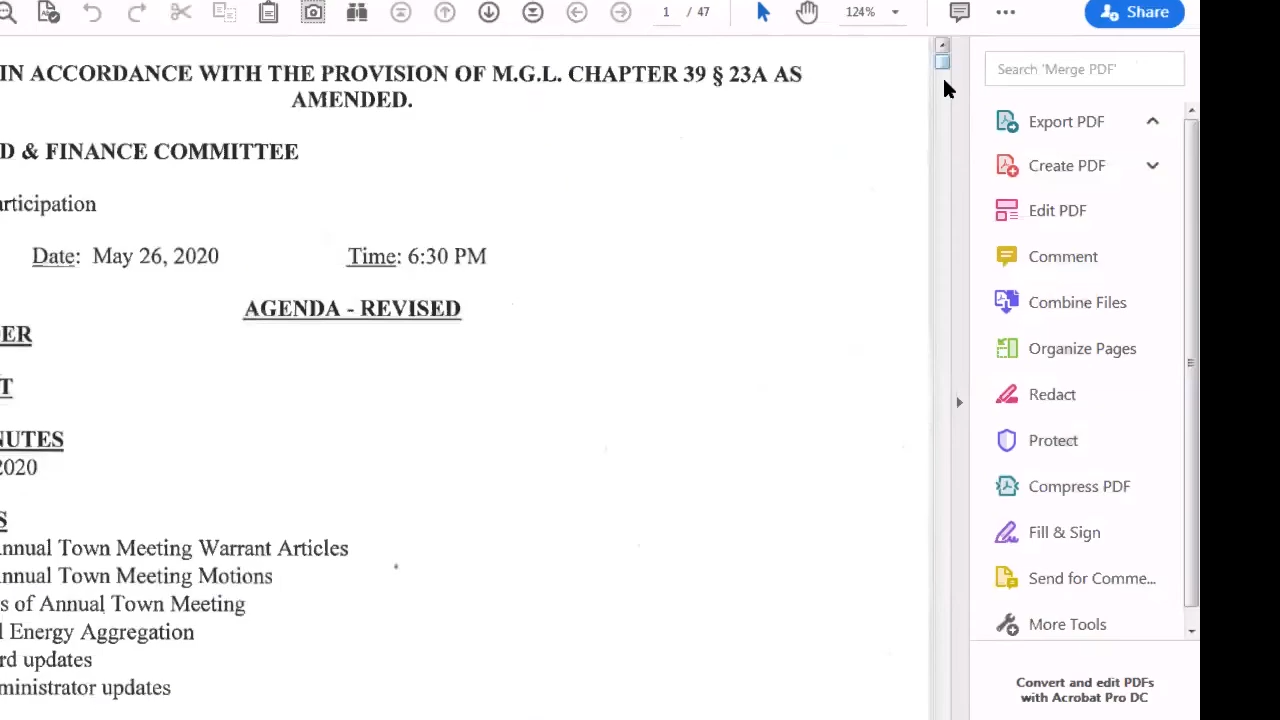 1 / 47
124%
Share
IN ACCORDANCE WITH THE PROVISION OF M.G.L. CHAPTER 39 § 23A AS
AMENDED.
D & FINANCE COMMITTEE
articipation
Date: May 26, 2020 Time: 6:30 PM
AGENDA - REVISED
ER
T
NUTES
2020
S
nnual Town Meeting Warrant Articles
nnual Town Meeting Motions
s of Annual Town Meeting
l Energy Aggregation
rd updates
ministrator updates
Search 'Merge PDF'
Export PDF
Create PDF
Edit PDF
Comment
Combine Files
Organize Pages
Redact
Protect
Compress PDF
Fill & Sign
Send for Comme...
More Tools
Convert and edit PDFs
with Acrobat Pro DC